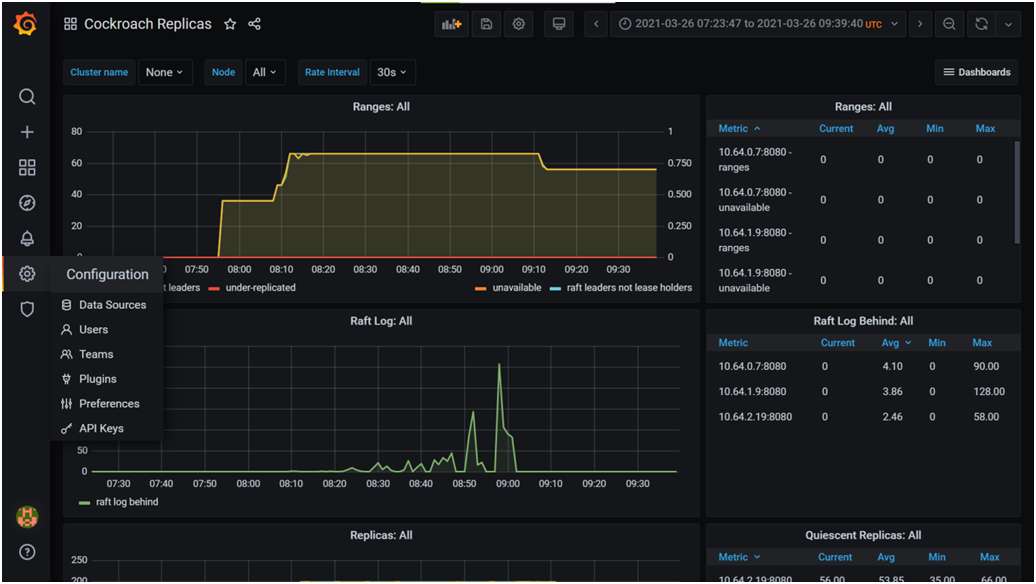 Cockroach Replicas
2021-03-26 07:23:47 to 2021-03-26 09:39:40 UTC
Cluster name None Node All Rate Interval 30s Dashboards
Ranges: All
80 1
60 0.750
40 0.500
20 0.250
0
07:50 08:00 08:10 08:20 08:30 08:40 08:50 09:00 09:10 09:20 09:30
t leaders under-replicated unavailable raft leaders not lease holders
Ranges: All
Metric Current Avg Min Max
10.64.0.7:8080 -
ranges 0 0 0 0
10.64.0.7:8080 -
unavailable 0 0 0 0
10.64.1.9:8080 -
ranges 0 0 0 0
10.64.1.9:8080 -
unavailable 0 0 0 0
Configuration
Data Sources
Users
Teams
Plugins
Preferences
API Keys
Raft Log: All
50
0
07:30 07:40 07:50 08:00 08:10 08:20 08:30 08:40 08:50 09:00 09:10 09:20 09:30
raft log behind
Raft Log Behind: All
Metric Current Avg Min Max
10.64.0.7:8080 0 4.10 0 90.00
10.64.1.9:8080 0 3.86 0 128.00
10.64.2.19:8080 0 2.46 0 58.00
Replicas: All
250
200
Quiescent Replicas: All
Metric Current Avg Min Max
10.64.2.19:8080 56.00 53.85 35.00 66.00